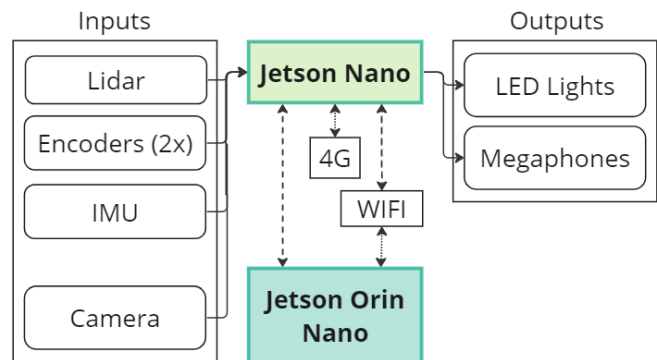 Inputs
Outputs
Lidar
Encoders (2x)
IMU
Camera
Jetson Nano
4G
WIFI
Jetson Orin
Nano
LED Lights
Megaphones